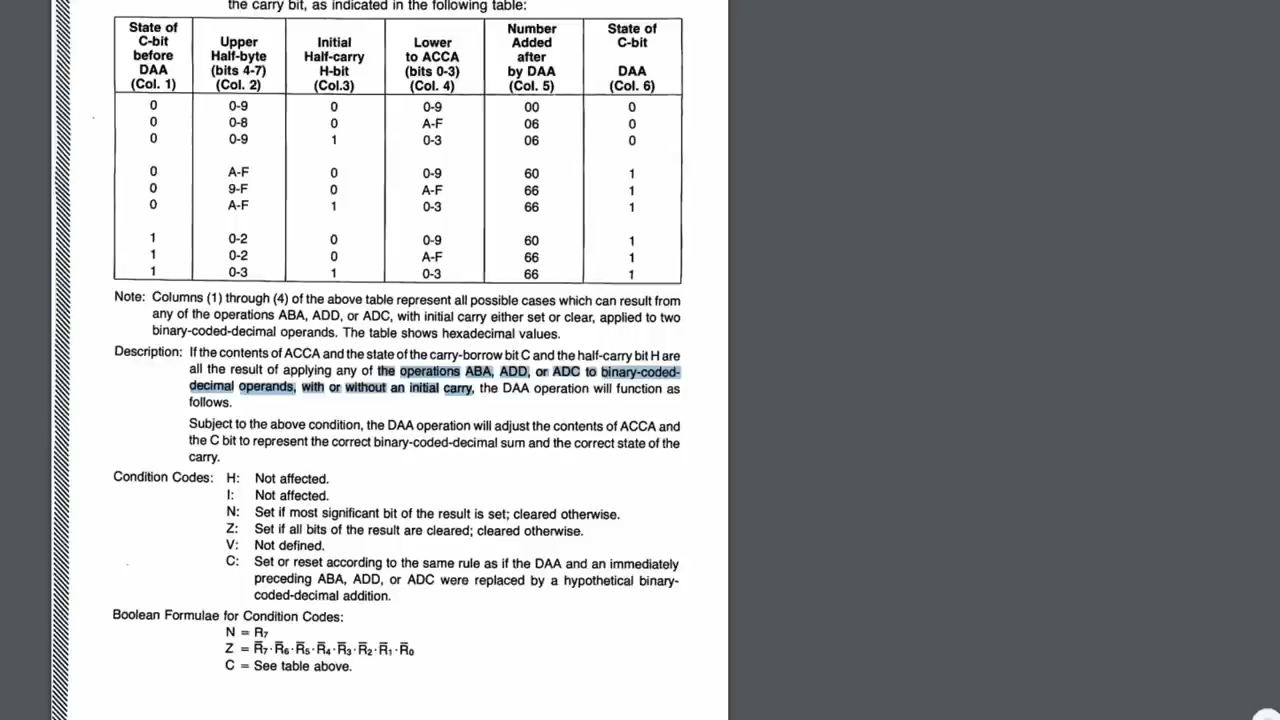 the carry bit, as indicated in the following table:
State of C-bit before DAA (Col. 1) Upper Half-byte (bits 4-7) (Col. 2) Initial Half-carry H-bit (Col.3) Lower to ACCA (bits 0-3) (Col. 4) Number Added after by DAA (Col. 5) State of C-bit DAA (Col. 6)
0 0-9 0 0-9 00 0
0 0-8 0 A-F 06 0
0 0-9 1 0-3 06 0
0 A-F 0 0-9 60 1
0 9-F 0 A-F 66 1
0 A-F 1 0-3 66 1
1 0-2 0 0-9 60 1
1 0-2 0 A-F 66 1
1 0-3 1 0-3 66 1
Note: Columns (1) through (4) of the above table represent all possible cases which can result from
any of the operations ABA, ADD, or ADC, with initial carry either set or clear, applied to two
binary-coded-decimal operands. The table shows hexadecimal values.
Description: If the contents of ACCA and the state of the carry-borrow bit C and the half-carry bit H are
all the result of applying any of the operations ABA, ADD, or ADC to binary-coded-
decimal operands, with or without an initial carry, the DAA operation will function as
follows.
Subject to the above condition, the DAA operation will adjust the contents of ACCA and
the C bit to represent the correct binary-coded-decimal sum and the correct state of the
carry.
Condition Codes: H: Not affected.
I: Not affected.
N: Set if most significant bit of the result is set; cleared otherwise.
Z: Set if all bits of the result are cleared; cleared otherwise.
V: Not defined.
C: Set or reset according to the same rule as if the DAA and an immediately
preceding ABA, ADD, or ADC were replaced by a hypothetical binary-
coded-decimal addition.
Boolean Formulae for Condition Codes:
N = R₇
Z = R̅₇·R̅₆·R̅₅·R̅₄·R̅₃·R̅₂·R̅₁·R̅₀
C = See table above.